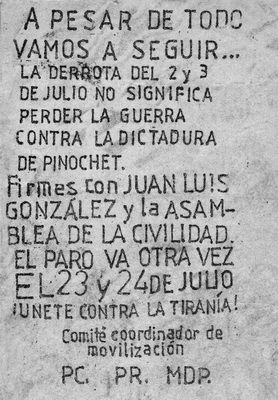 A PESAR DE TODO
VAMOS A SEGUIR...
LA DERROTA DEL 2 y 3
DE JULIO NO SIGNIFICA
PERDER LA GUERRA
CONTRA LA DICTADURA
DE PINOCHET.
Firmes con JUAN LUIS
GONZÁLEZ y la ASAM-
BLEA DE LA CIVILIDAD.
EL PARO VA OTRA VEZ
EL 23 y 24 DE JULIO
¡UNETE CONTRA LA TIRANÍA!
Comité coordinador de
movilización
PC. PR. MDP.